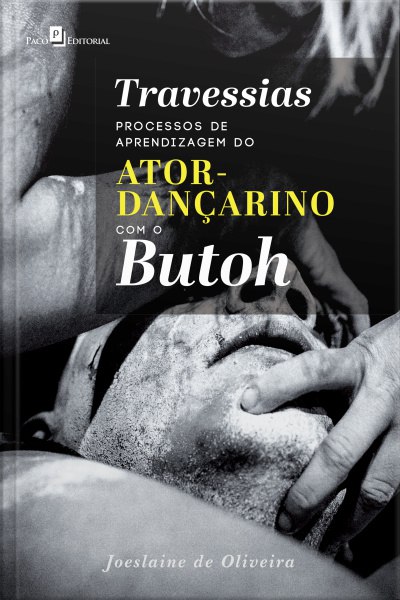 PACO EDITORIAL
Travessias
PROCESSOS DE
APRENDIZAGEM DO
ATOR-
DANÇARINO
COM O
Butoh
Joeslaine de Oliveira